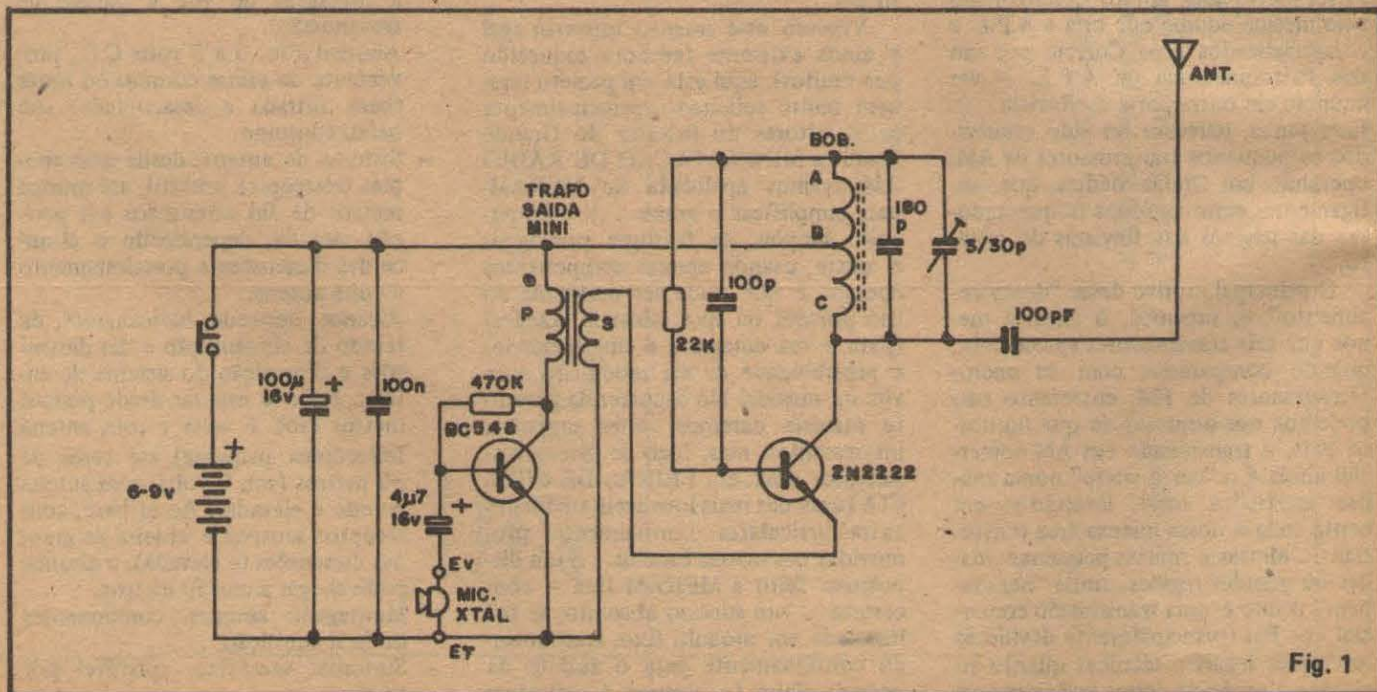 ANT.
BOB.
A
TRAFO
SAIDA
MINI
180
p
3/30p
B
100p
C
P
S
22K
100pF
100µ
16v
100n
470K
BC548
2N2222
6-9v
4µ7
16v
Ev
MIC.
XTAL
ET
Fig. 1